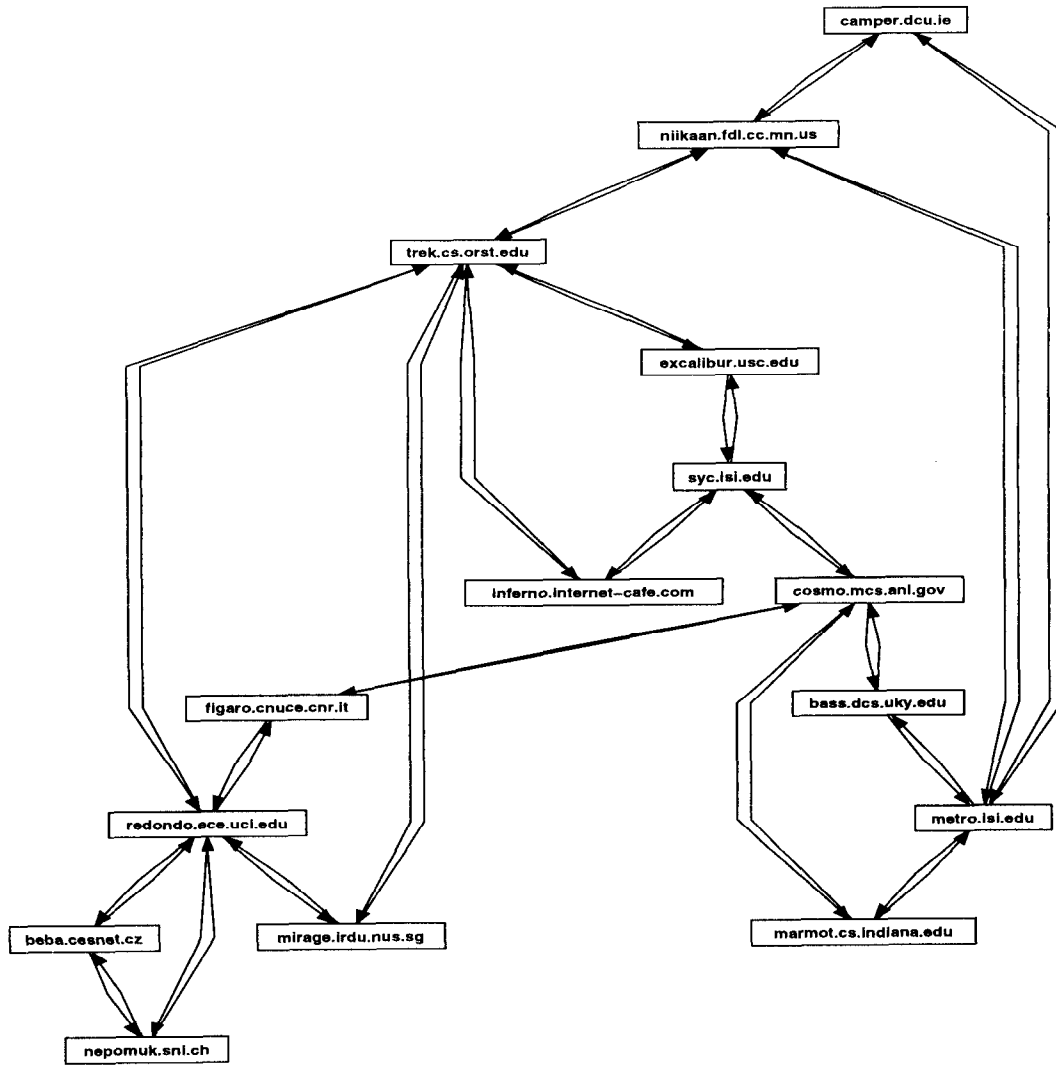 camper.dcu.ie
niikaan.fdl.cc.mn.us
trek.cs.orst.edu
excalibur.usc.edu
syc.isi.edu
inferno.internet-cafe.com
cosmo.mcs.anl.gov
figaro.cnuce.cnr.it
bass.dcs.uky.edu
redondo.ece.uci.edu
metro.isi.edu
beba.cesnet.cz
mirage.irdu.nus.sg
marmot.cs.indiana.edu
nepomuk.sni.ch